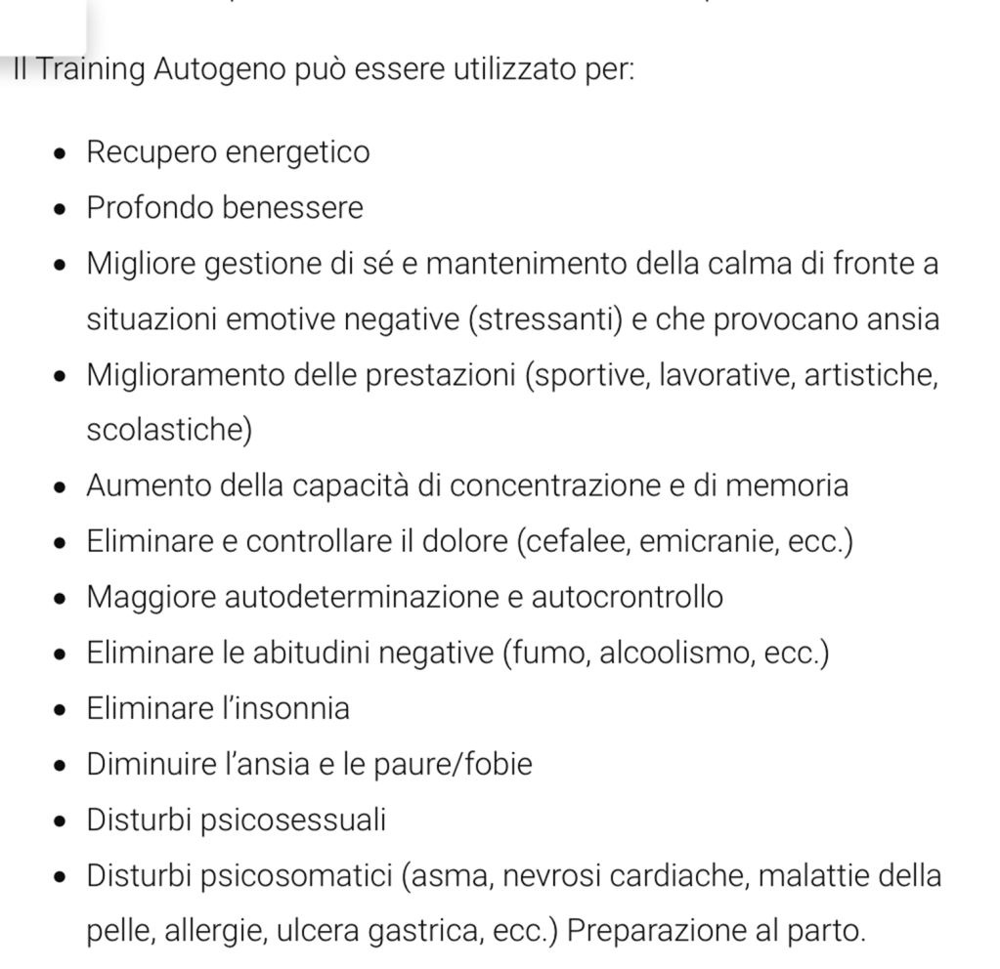 Il Training Autogeno può essere utilizzato per:
• Recupero energetico
• Profondo benessere
• Migliore gestione di sé e mantenimento della calma di fronte a
situazioni emotive negative (stressanti) e che provocano ansia
• Miglioramento delle prestazioni (sportive, lavorative, artistiche,
scolastiche)
• Aumento della capacità di concentrazione e di memoria
• Eliminare e controllare il dolore (cefalee, emicranie, ecc.)
• Maggiore autodeterminazione e autocrontrollo
• Eliminare le abitudini negative (fumo, alcoolismo, ecc.)
• Eliminare l’insonnia
• Diminuire l’ansia e le paure/fobie
• Disturbi psicosessuali
• Disturbi psicosomatici (asma, nevrosi cardiache, malattie della
pelle, allergie, ulcera gastrica, ecc.) Preparazione al parto.